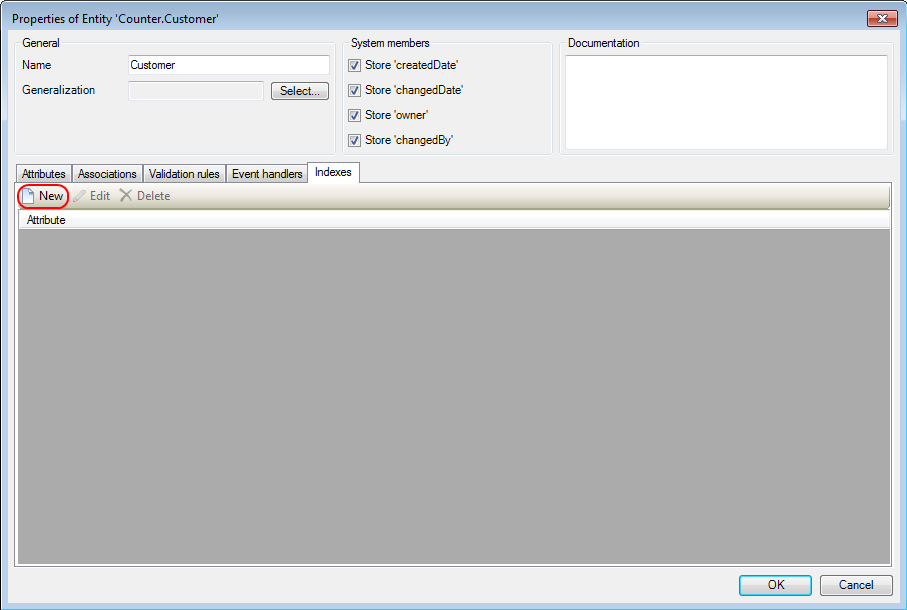 Properties of Entity 'Counter.Customer'
General
Name
Customer
Generalization
Select...
System members
Store 'createdDate'
Store 'changedDate'
Store 'owner'
Store 'changedBy'
Documentation
Attributes Associations Validation rules Event handlers Indexes
New Edit Delete
Attribute
OK Cancel